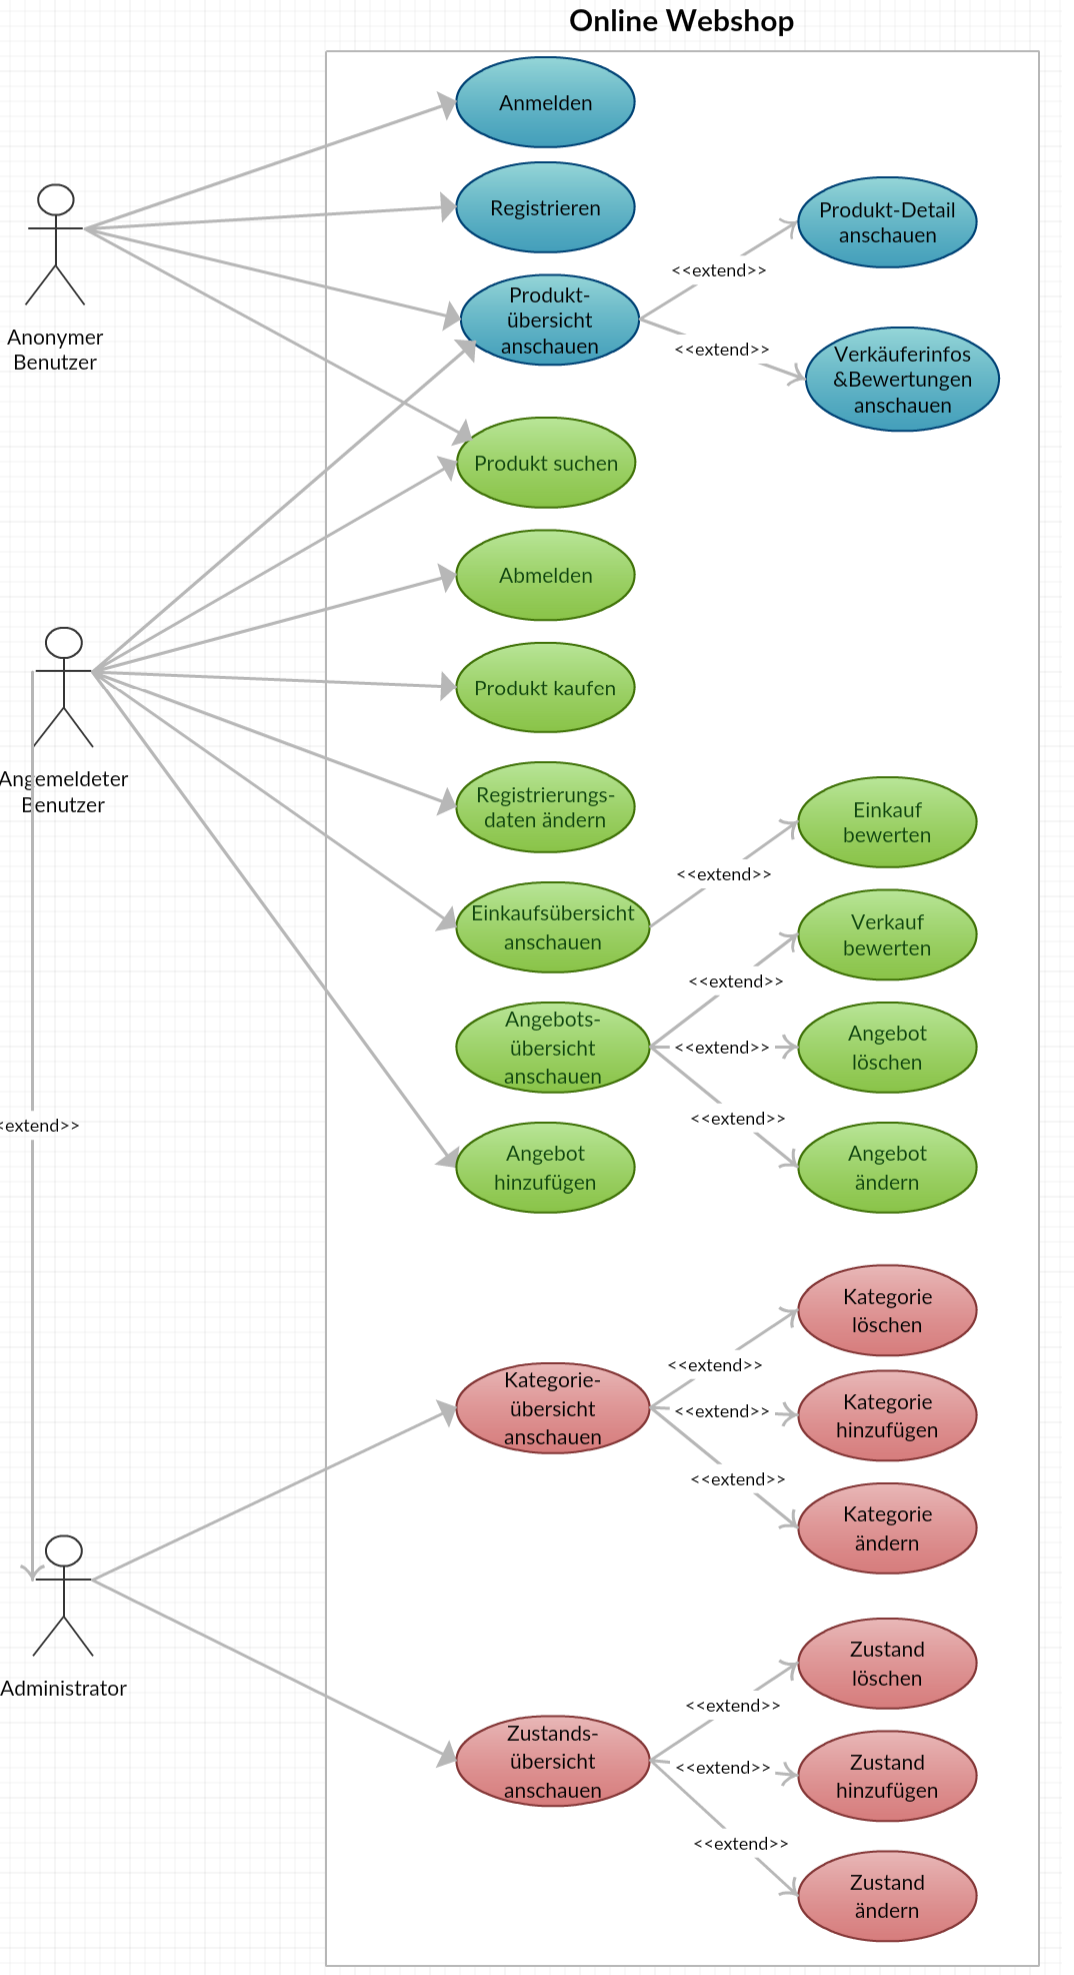 Online Webshop
Anmelden
Registrieren
Produkt-
übersicht
anschauen
<<extend>>
Produkt-Detail
anschauen
<<extend>>
Verkäuferinfos
&Bewertungen
anschauen
Anonymer
Benutzer
Produkt suchen
Abmelden
Produkt kaufen
Angemeldeter
Benutzer
Registrierungs-
daten ändern
Einkaufsübersicht
anschauen
<<extend>>
Einkauf
bewerten
Angebots-
übersicht
anschauen
<<extend>>
Verkauf
bewerten
<<extend>>
Angebot
löschen
<<extend>>
Angebot
ändern
Angebot
hinzufügen
<extend>>
Kategorie-
übersicht
anschauen
<<extend>>
Kategorie
löschen
<<extend>>
Kategorie
hinzufügen
<<extend>>
Kategorie
ändern
Administrator
Zustands-
übersicht
anschauen
<<extend>>
Zustand
löschen
<<extend>>
Zustand
hinzufügen
<<extend>>
Zustand
ändern